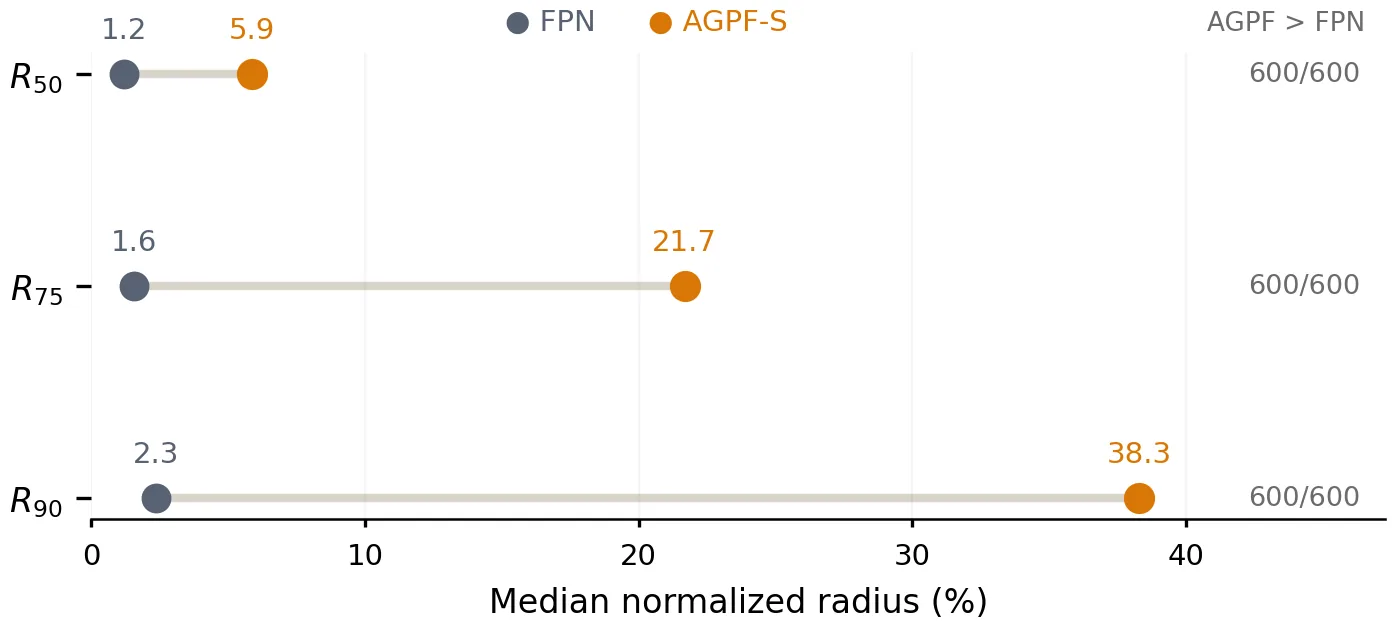 1.2 5.9 FPN AGPF-S AGPF > FPN
R50 600/600
1.6 21.7
R75 600/600
2.3 38.3
R90 600/600
0 10 20 30 40
Median normalized radius (%)